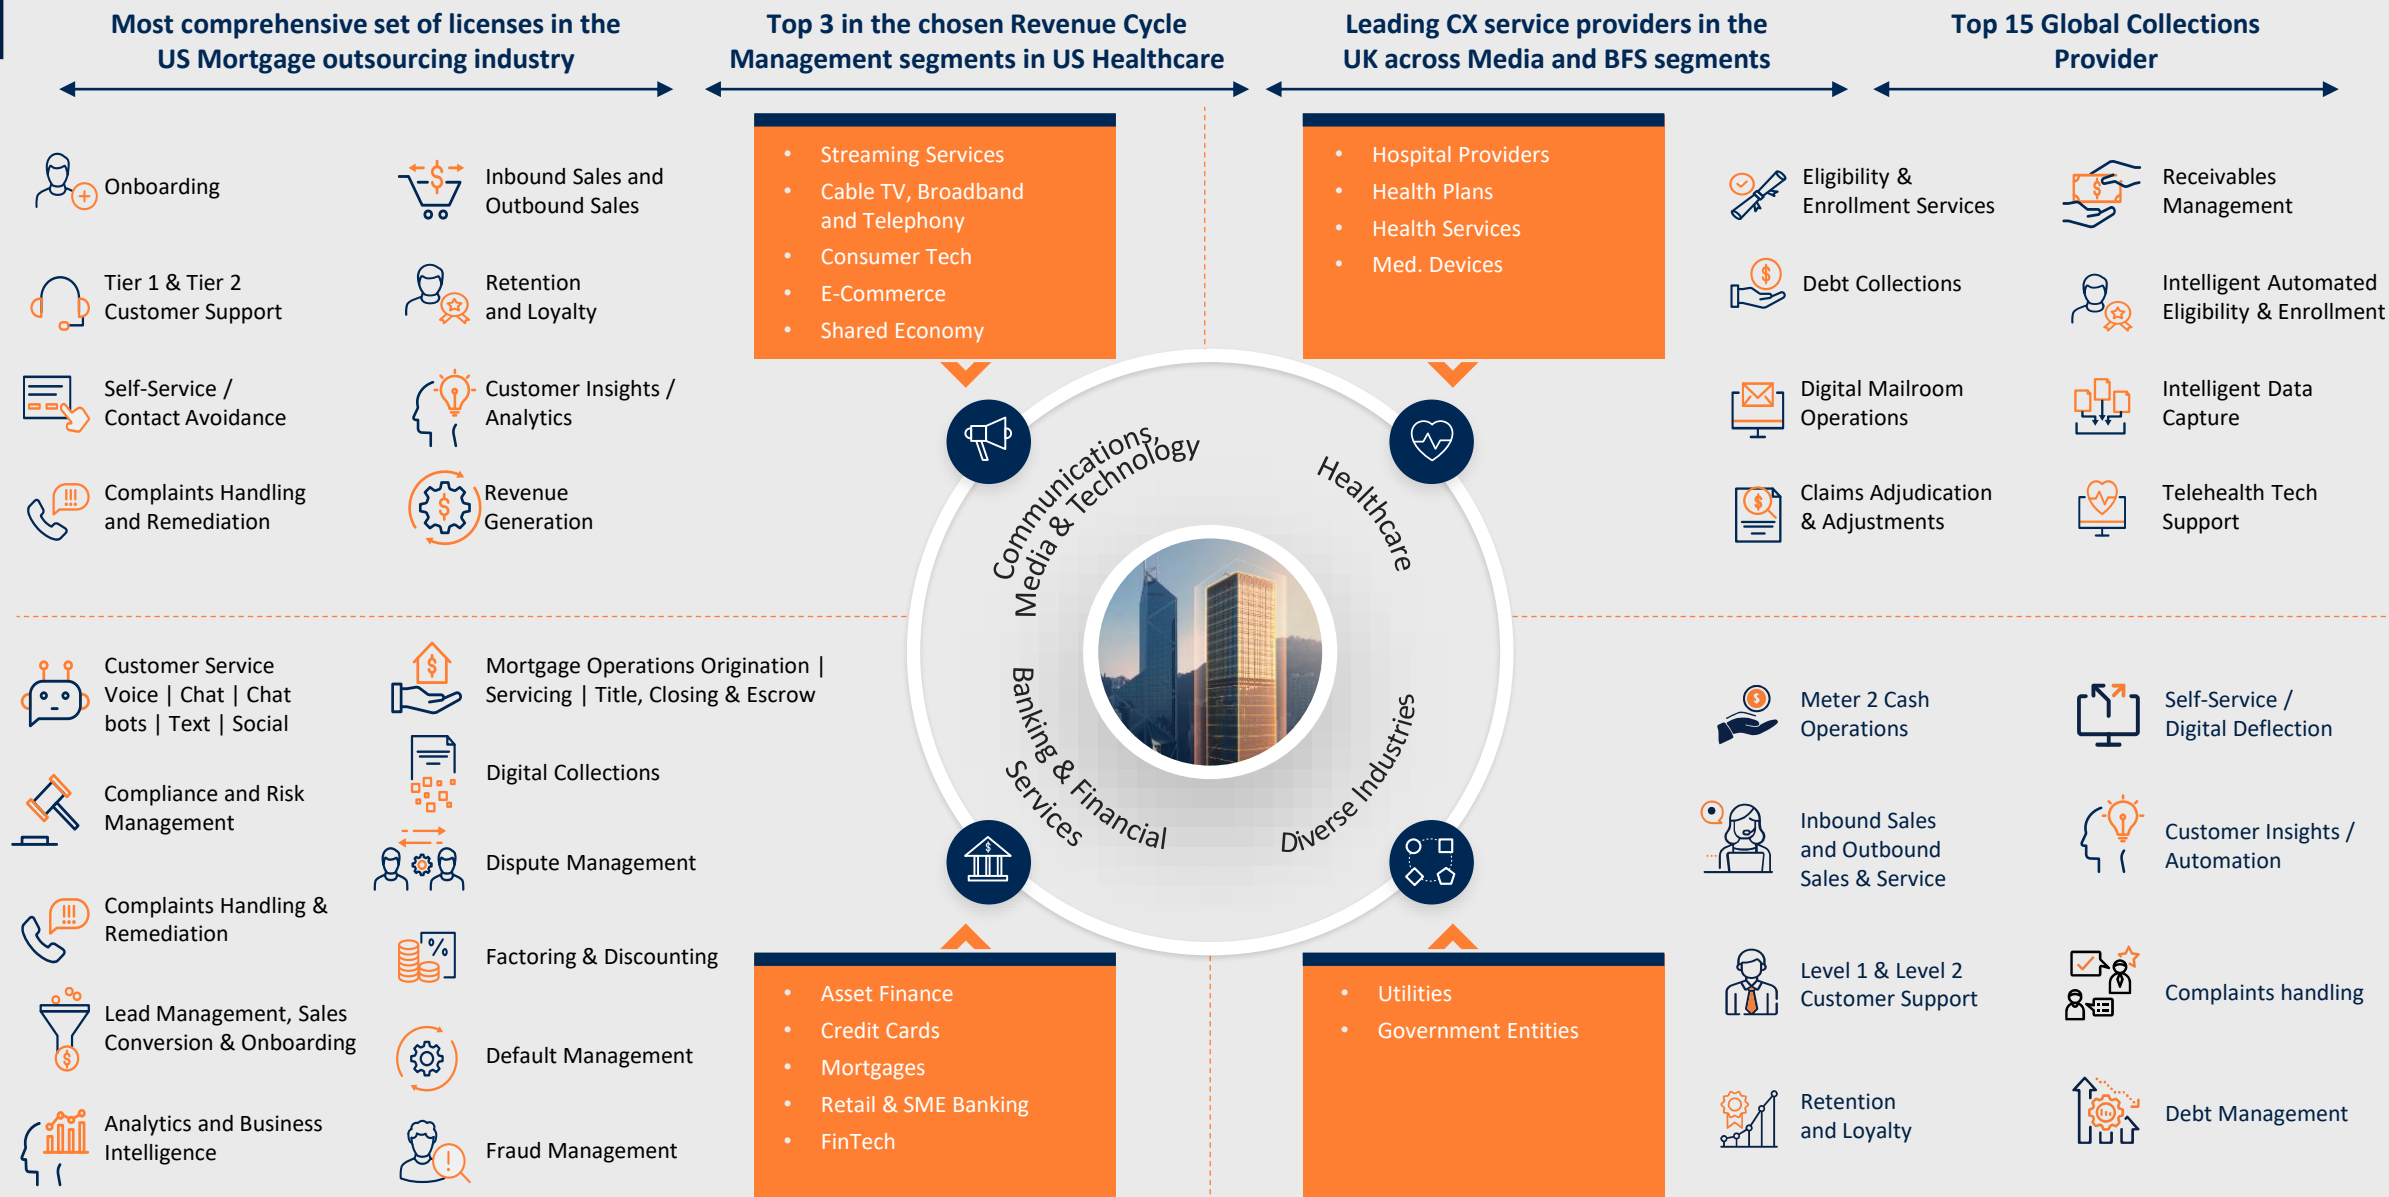 Most comprehensive set of licenses in the
US Mortgage outsourcing industry
Top 3 in the chosen Revenue Cycle
Management segments in US Healthcare
Leading CX service providers in the
UK across Media and BFS segments
Top 15 Global Collections
Provider
Onboarding
Inbound Sales and
Outbound Sales
Tier 1 & Tier 2
Customer Support
Retention
and Loyalty
Self-Service /
Contact Avoidance
Customer Insights /
Analytics
Complaints Handling
and Remediation
Revenue
Generation
• Streaming Services
• Cable TV, Broadband
and Telephony
• Consumer Tech
• E-Commerce
• Shared Economy
• Hospital Providers
• Health Plans
• Health Services
• Med. Devices
Eligibility &
Enrollment Services
Receivables
Management
Debt Collections
Intelligent Automated
Eligibility & Enrollment
Digital Mailroom
Operations
Intelligent Data
Capture
Claims Adjudication
& Adjustments
Telehealth Tech
Support
Communications,
Media & Technology
Healthcare
Banking & Financial
Services
Diverse Industries
Customer Service
Voice | Chat | Chat
bots | Text | Social
Mortgage Operations Origination |
Servicing | Title, Closing & Escrow
Compliance and Risk
Management
Digital Collections
Dispute Management
Complaints Handling &
Remediation
Factoring & Discounting
Lead Management, Sales
Conversion & Onboarding
Default Management
Analytics and Business
Intelligence
Fraud Management
• Asset Finance
• Credit Cards
• Mortgages
• Retail & SME Banking
• FinTech
• Utilities
• Government Entities
Meter 2 Cash
Operations
Self-Service /
Digital Deflection
Inbound Sales
and Outbound
Sales & Service
Customer Insights /
Automation
Level 1 & Level 2
Customer Support
Complaints handling
Retention
and Loyalty
Debt Management